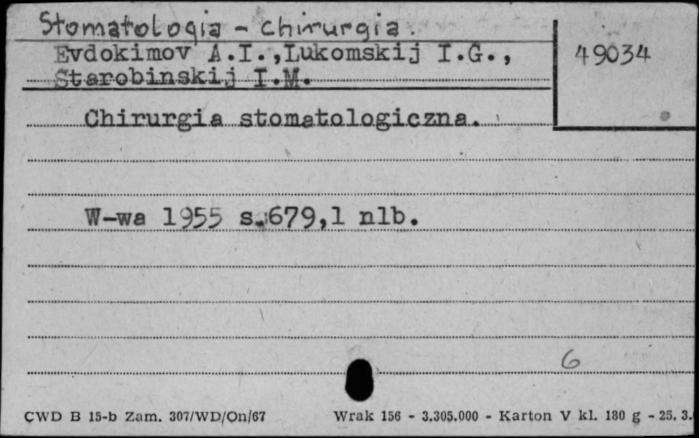 Stomatologia - chirurgia.
Evdokimov A.I.,Lukomskij I.G.,
49034
Starobinskij I.M.
Chirurgia stomatologiczna.
W-wa 1955 s.679,1 nlb.
6
CWD B 15-b Zam. 307/WD/On/67 Wrak 156 - 3.305.000 - Karton V kl. 180 g - 25. 3.